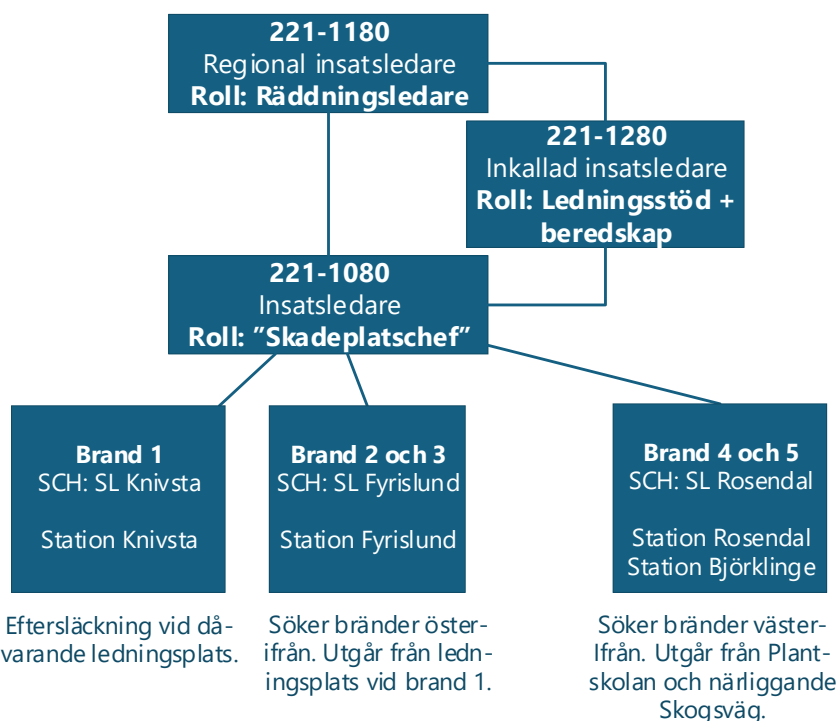 221-1180
Regional insatsledare
Roll: Räddningsledare
221-1280
Inkallad insatsledare
Roll: Ledningsstöd +
beredskap
221-1080
Insatsledare
Roll: ”Skadeplatschef”
Brand 1
SCH: SL Knivsta
Station Knivsta
Eftersläckning vid då-
varande ledningsplats.
Brand 2 och 3
SCH: SL Fyrislund
Station Fyrislund
Söker bränder öster-
ifrån. Utgår från ledn-
ingsplats vid brand 1.
Brand 4 och 5
SCH: SL Rosendal
Station Rosendal
Station Björklinge
Söker bränder väster-
Ifrån. Utgår från Plant-
skolan och närliggande
Skogsväg.